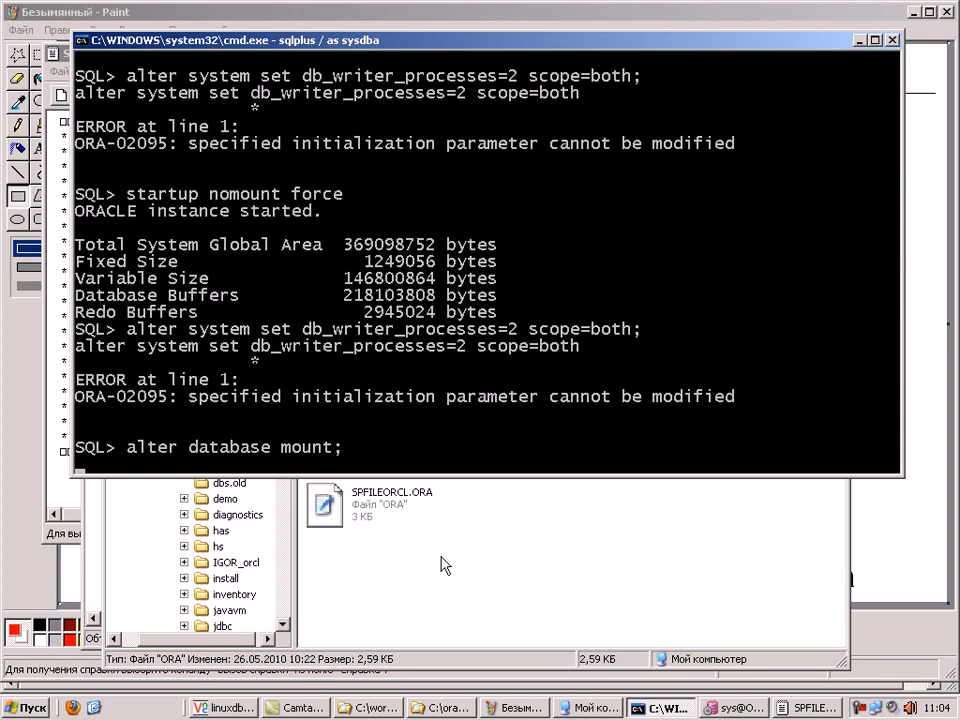 Безымянный - Paint
Файл
C:\WINDOWS\system32\cmd.exe - sqlplus / as sysdba
SQL> alter system set db_writer_processes=2 scope=both;
alter system set db_writer_processes=2 scope=both
*
ERROR at line 1:
ORA-02095: specified initialization parameter cannot be modified
SQL> startup nomount force
ORACLE instance started.
Total System Global Area 369098752 bytes
Fixed Size 1249056 bytes
Variable Size 146800864 bytes
Database Buffers 218103808 bytes
Redo Buffers 2945024 bytes
SQL> alter system set db_writer_processes=2 scope=both;
alter system set db_writer_processes=2 scope=both
*
ERROR at line 1:
ORA-02095: specified initialization parameter cannot be modified
SQL> alter database mount;
dbs.old
demo
diagnostics
has
hs
IGOR_orcl
install
inventory
javavm
jdbc
SPFILEORCL.ORA
Файл "ORA"
3 КБ
Тип: Файл "ORA" Изменен: 26.05.2010 10:22 Размер: 2,59 КБ
2,59 КБ
Мой компьютер
Пуск
linuxdb...
Camta...
C:\wor...
C:\ora...
Безым...
Мой ко...
C:\WI...
sys@O...
SPFILE...
11:04